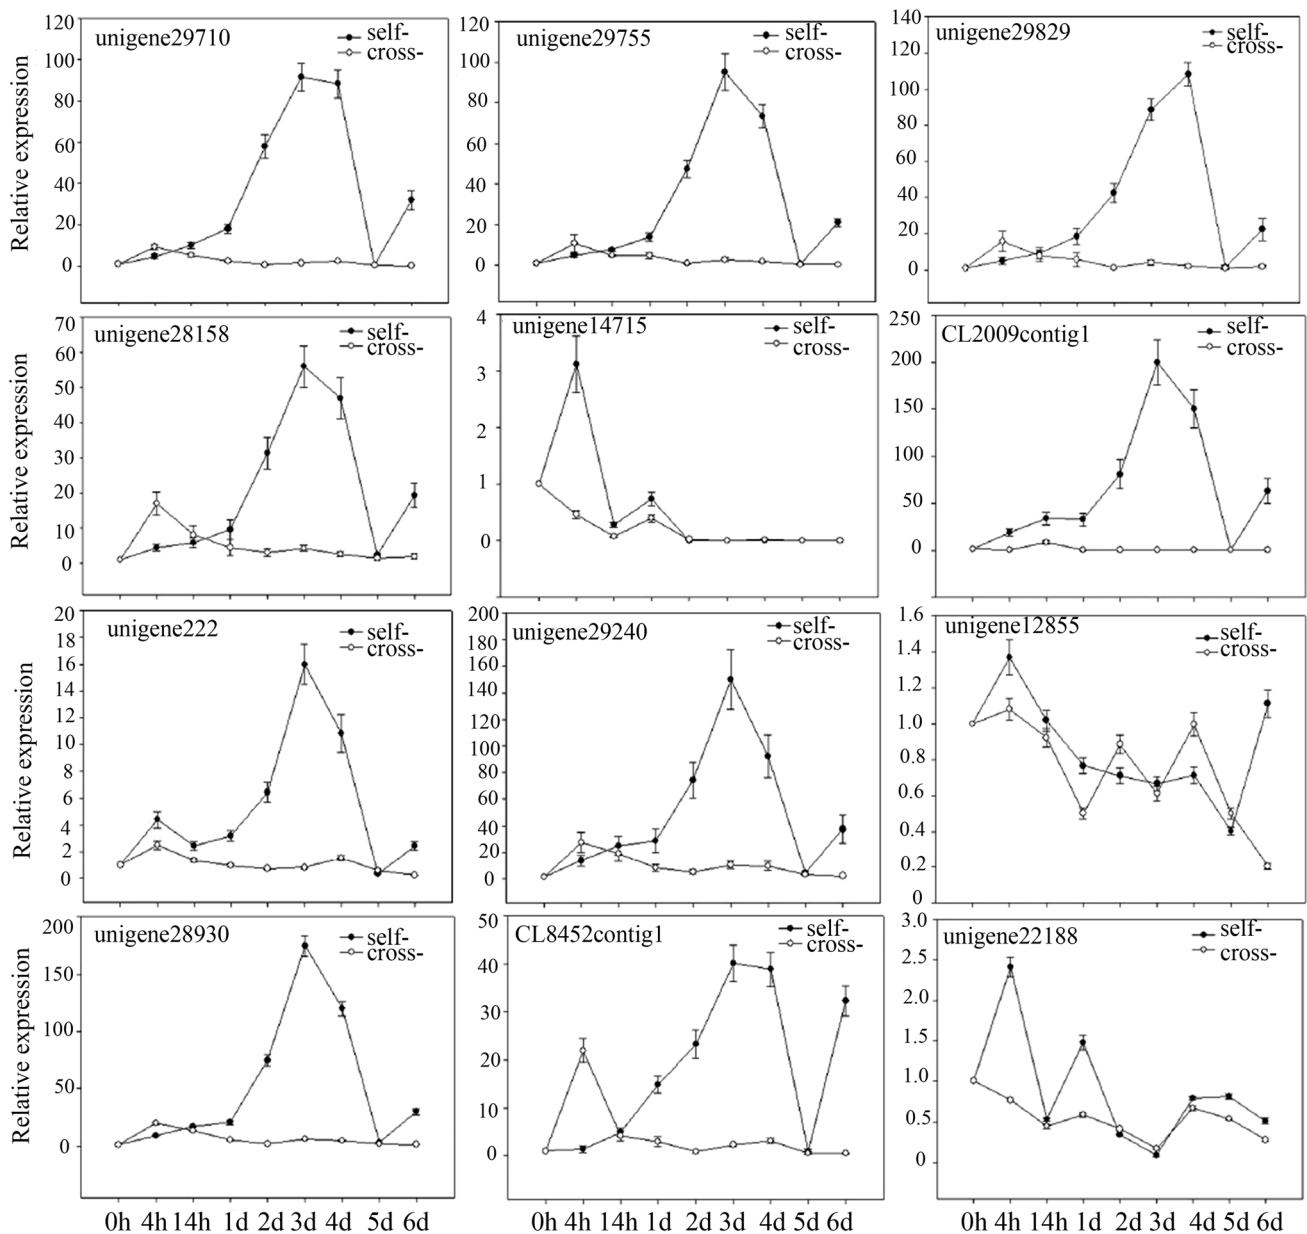 Relative expression
120
100
80
60
40
20
0
unigene29710
self-
cross-
120
100
80
60
40
20
0
unigene29755
self-
cross-
140
120
100
80
60
40
20
0
unigene29829
self-
cross-
Relative expression
70
60
50
40
30
20
10
0
unigene28158
self-
cross-
4
3
2
1
0
unigene14715
self-
cross-
250
200
150
100
50
0
CL2009contig1
self-
cross-
Relative expression
20
18
16
14
12
10
8
6
4
2
0
unigene222
self-
cross-
200
180
160
140
120
100
80
60
40
20
0
unigene29240
self-
cross-
1.6
1.4
1.2
1.0
0.8
0.6
0.4
0.2
0
unigene12855
self-
cross-
Relative expression
200
150
100
50
0
unigene28930
self-
cross-
0h 4h 14h 1d 2d 3d 4d 5d 6d
50
40
30
20
10
0
CL8452contig1
self-
cross-
0h 4h 14h 1d 2d 3d 4d 5d 6d
3.0
2.5
2.0
1.5
1.0
0.5
0
unigene22188
self-
cross-
0h 4h 14h 1d 2d 3d 4d 5d 6d